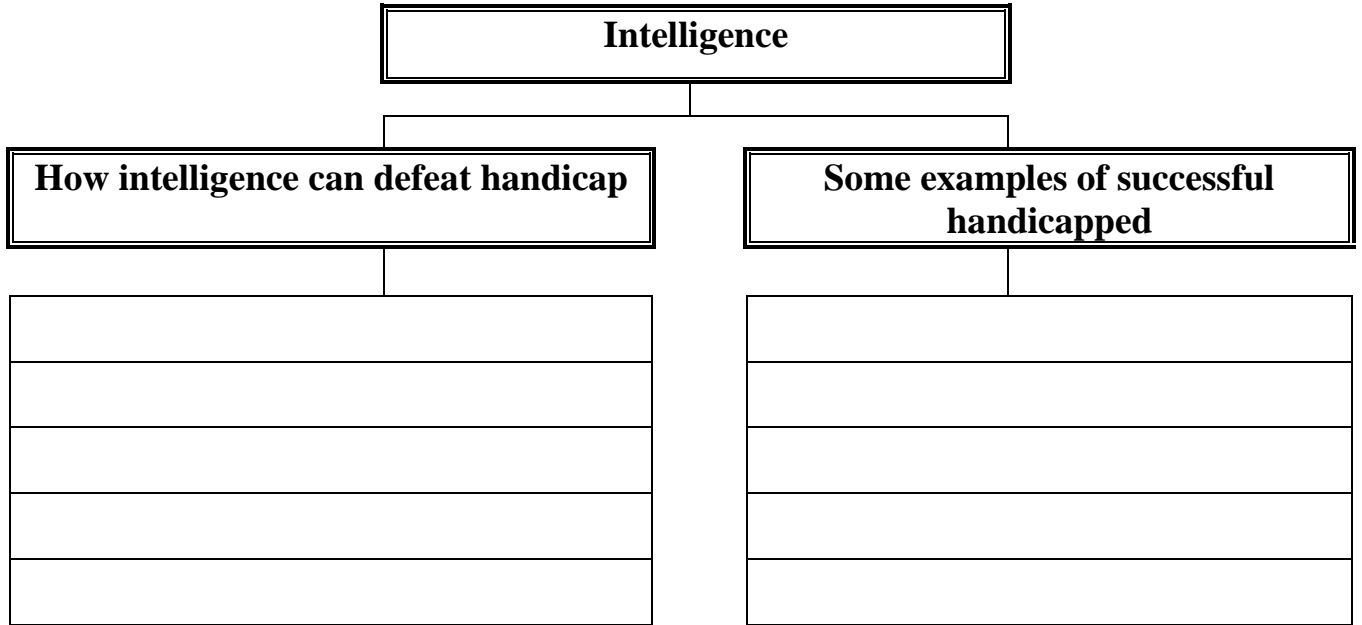 Intelligence
How intelligence can defeat handicap
Some examples of successful
handicapped